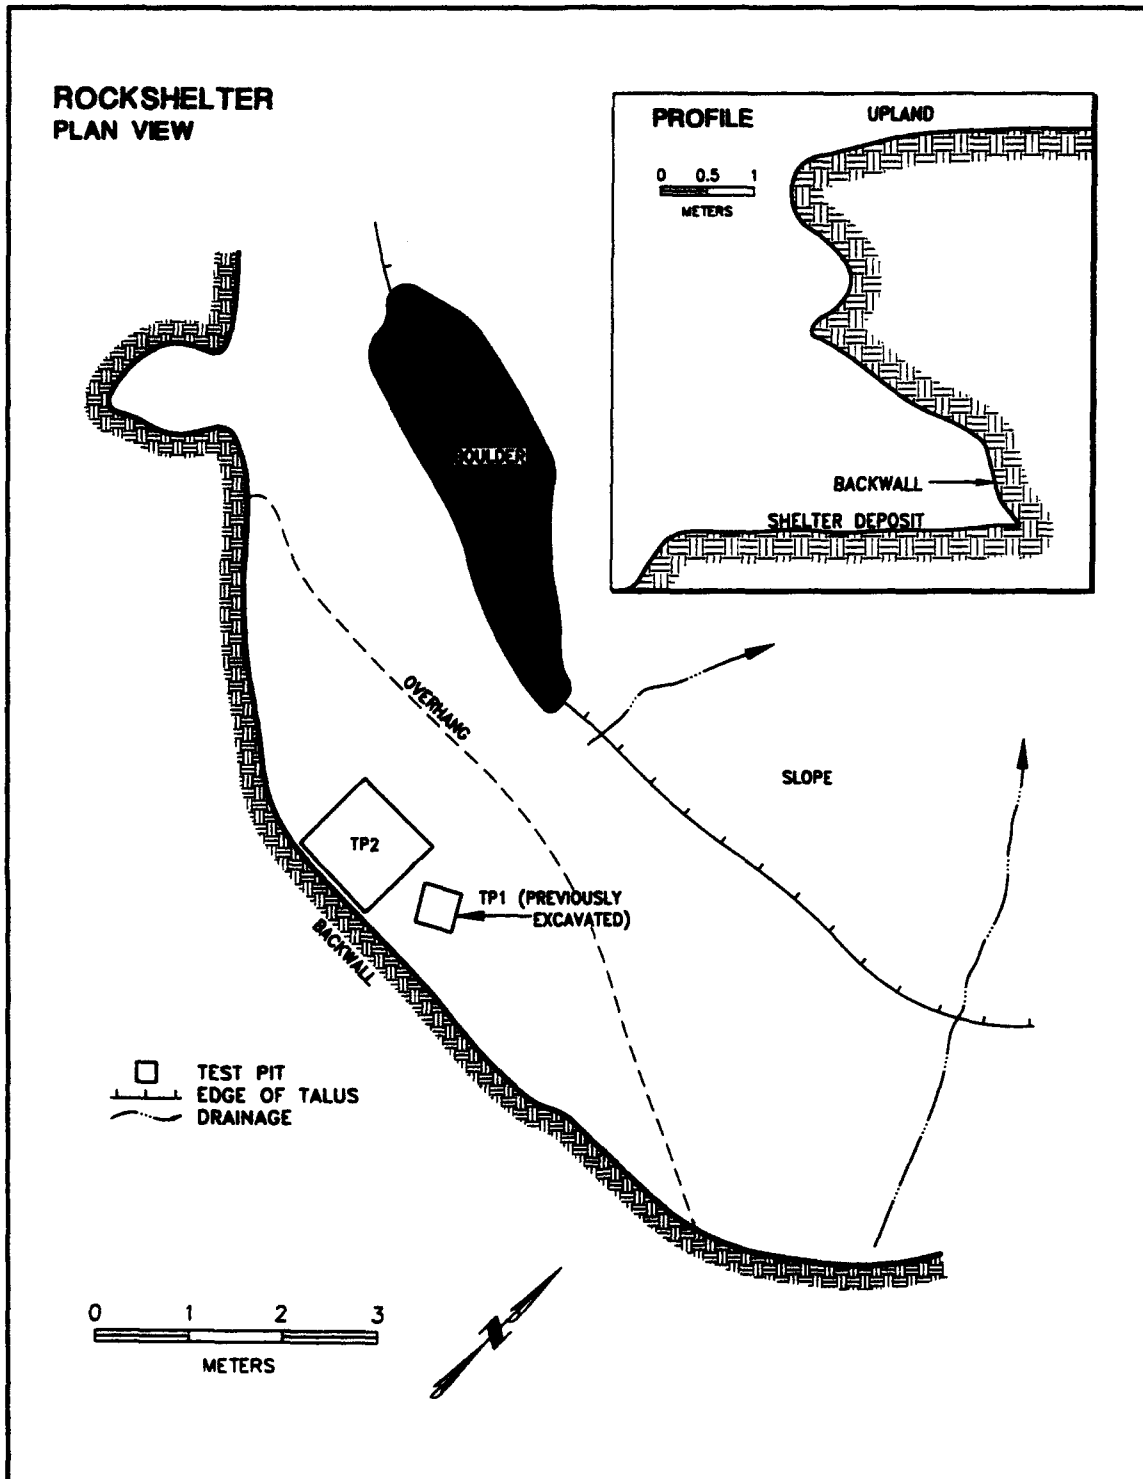 ROCKSHELTER
PLAN VIEW
PROFILE
UPLAND
0 0.5 1
METERS
BACKWALL
SHELTER DEPOSIT
BOULDER
OVERHANG
SLOPE
TP2
TP1 (PREVIOUSLY
EXCAVATED)
BACKWALL
TEST PIT
EDGE OF TALUS
DRAINAGE
0 1 2 3
METERS
N